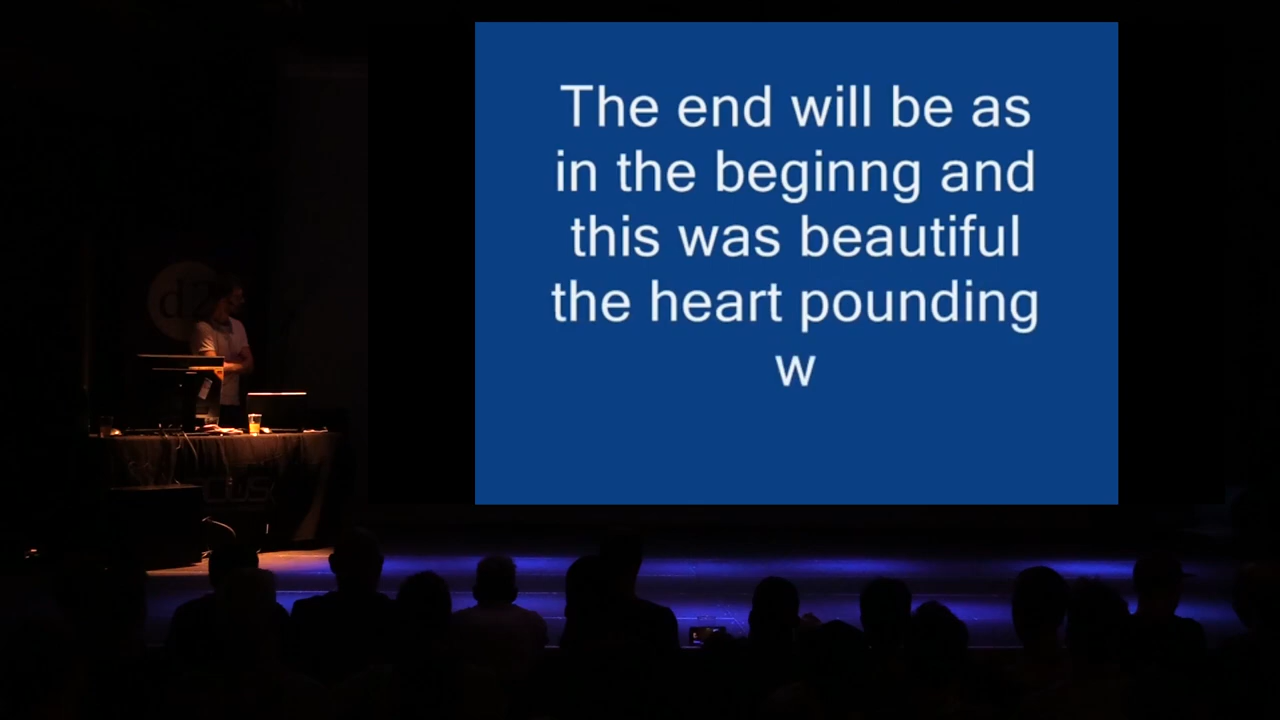 The end will be as
in the beginng and
this was beautiful
the heart pounding
w